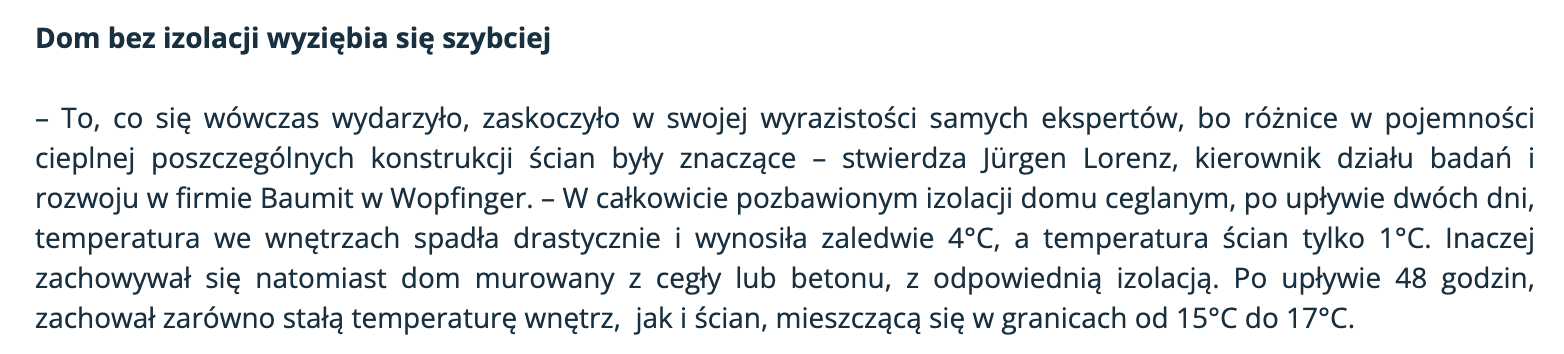 Dom bez izolacji wyziębia się szybciej
– To, co się wówczas wydarzyło, zaskoczyło w swojej wyrazistości samych ekspertów, bo różnice w pojemności
cieplnej poszczególnych konstrukcji ścian były znaczące – stwierdza Jürgen Lorenz, kierownik działu badań i
rozwoju w firmie Baumit w Wopfinger. – W całkowicie pozbawionym izolacji domu ceglanym, po upływie dwóch dni,
temperatura we wnętrzach spadła drastycznie i wynosiła zaledwie 4°C, a temperatura ścian tylko 1°C. Inaczej
zachowywał się natomiast dom murowany z cegły lub betonu, z odpowiednią izolacją. Po upływie 48 godzin,
zachował zarówno stałą temperaturę wnętrz,  jak i ścian, mieszczącą się w granicach od 15°C do 17°C.